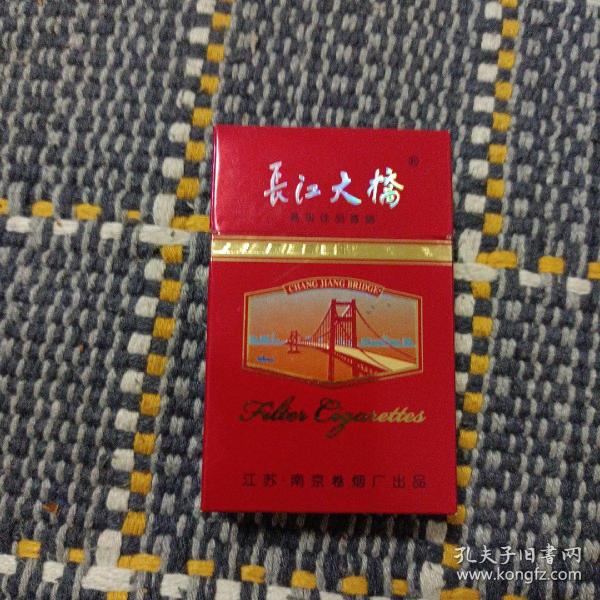 長江大橋®
CHANG JIANG BRIDGE
Filter Cigarettes
江苏·南京卷烟厂出品
孔夫子旧书网
www.kongfz.com